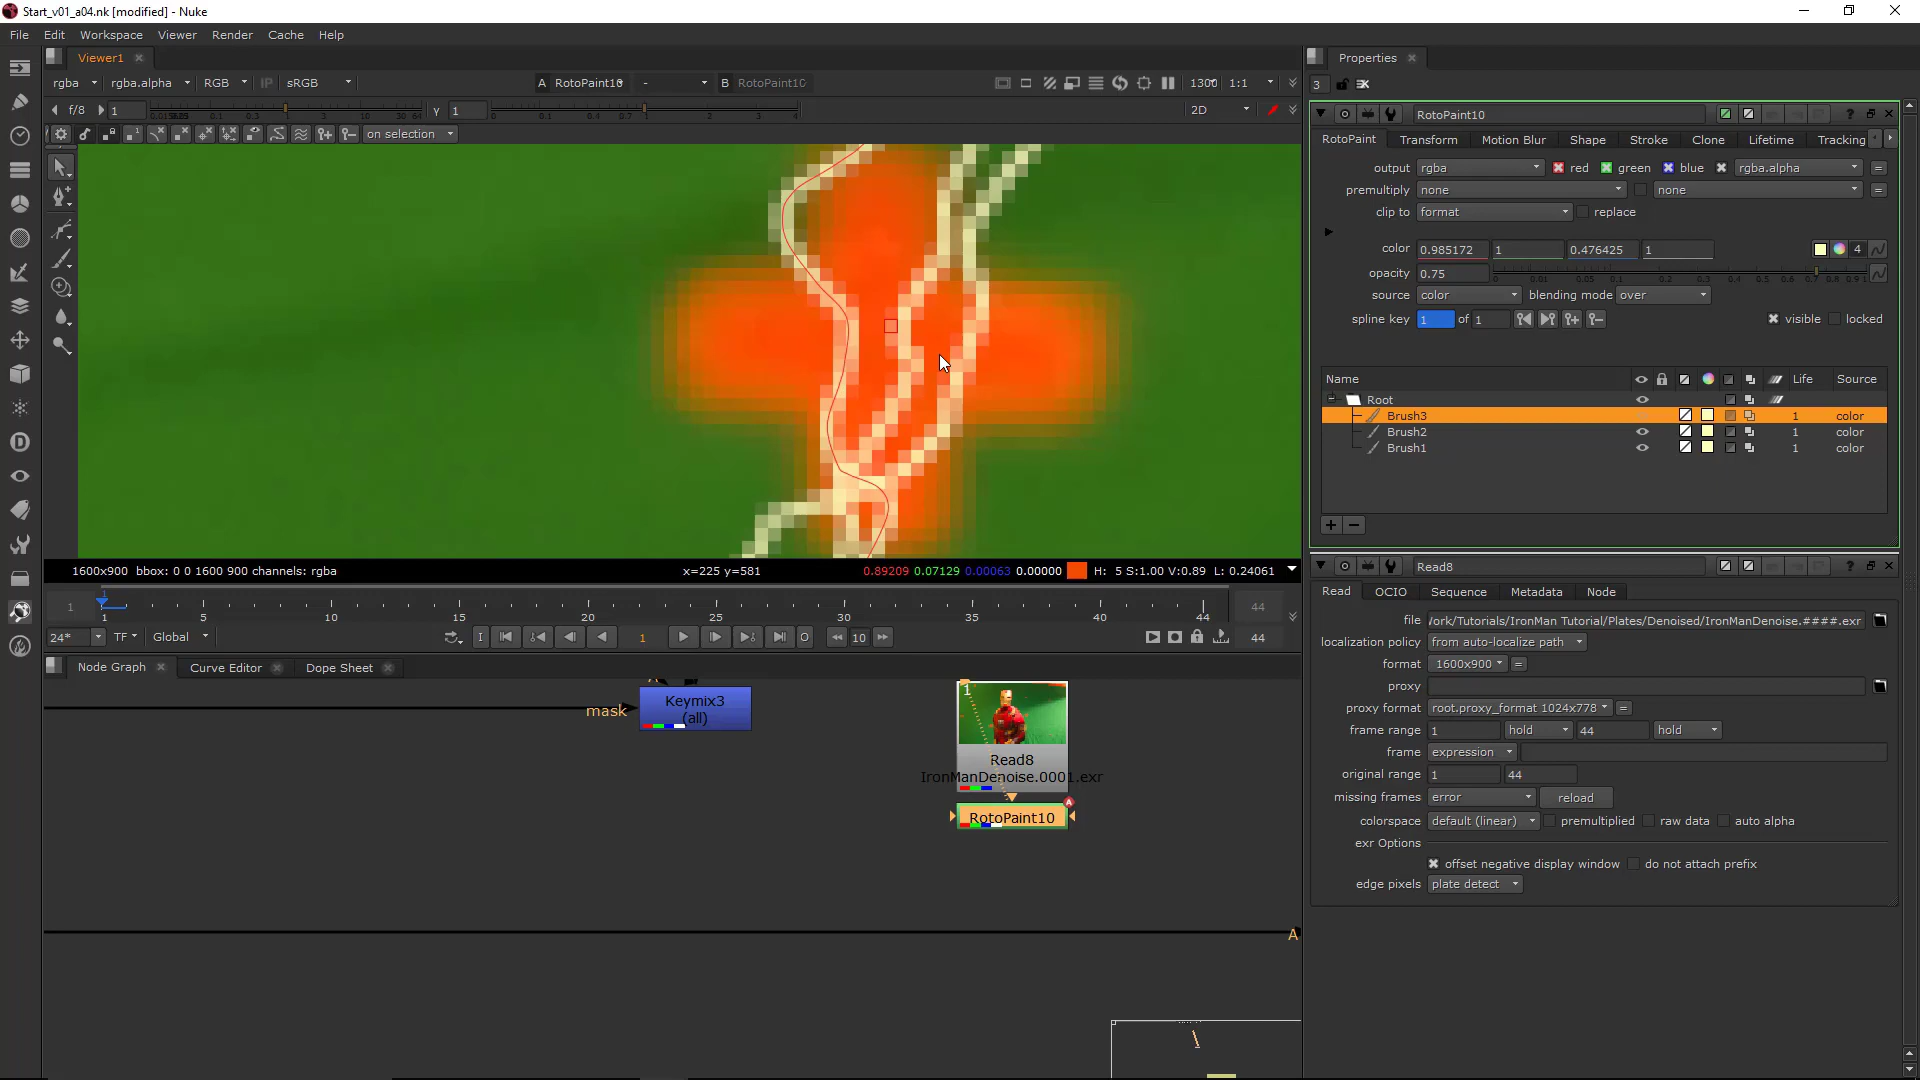 Start_v01_a04.nk [modified] - Nuke
File Edit Workspace Viewer Render Cache Help
Viewer1
rgba rgba.alpha RGB IP sRGB A RotoPaint10 - B RotoPaint10 1:1
f/8 1 Y 1 2D
on selection
1600x900 bbox: 0 0 1600 900 channels: rgba x=225 y=581 0.89209 0.07129 0.00063 0.00000 H: 5 S:1.00 V:0.89 L: 0.24061
1 1 44
1 5 10 15 20 25 30 35 40 44
24* TF Global I 1 O 10 44
Node Graph Curve Editor Dope Sheet
mask
Keymix3
(all)
1
Read8
IronManDenoise.0001.exr
RotoPaint10
A
A
Properties
3
RotoPaint10
RotoPaint Transform Motion Blur Shape Stroke Clone Lifetime Tracking
output rgba red green blue rgba.alpha =
premultiply none none =
clip to format replace
color 0.985172 1 0.476425 1 4
opacity 0.75
source color blending mode over
spline key 1 of 1 visible locked
Name Life Source
Root
Brush3 1 color
Brush2 1 color
Brush1 1 color
Read8
Read OCIO Sequence Metadata Node
file /ork/Tutorials/IronMan Tutorial/Plates/Denoised/IronManDenoise.####.exr
localization policy from auto-localize path
format 1600x900 =
proxy
proxy format root.proxy_format 1024x778 =
frame range 1 hold 44 hold
frame expression
original range 1 44
missing frames error reload
colorspace default (linear) premultiplied raw data auto alpha
exr Options
offset negative display window do not attach prefix
edge pixels plate detect